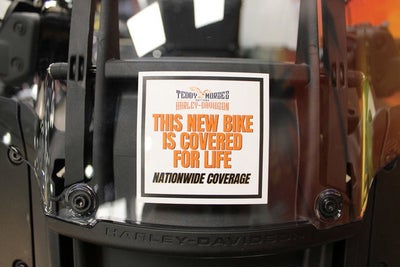 TEDDY MORSE'S
HARLEY-DAVIDSON
THIS NEW BIKE
IS COVERED
FOR LIFE
NATIONWIDE COVERAGE
HARLEY-DAVIDSON